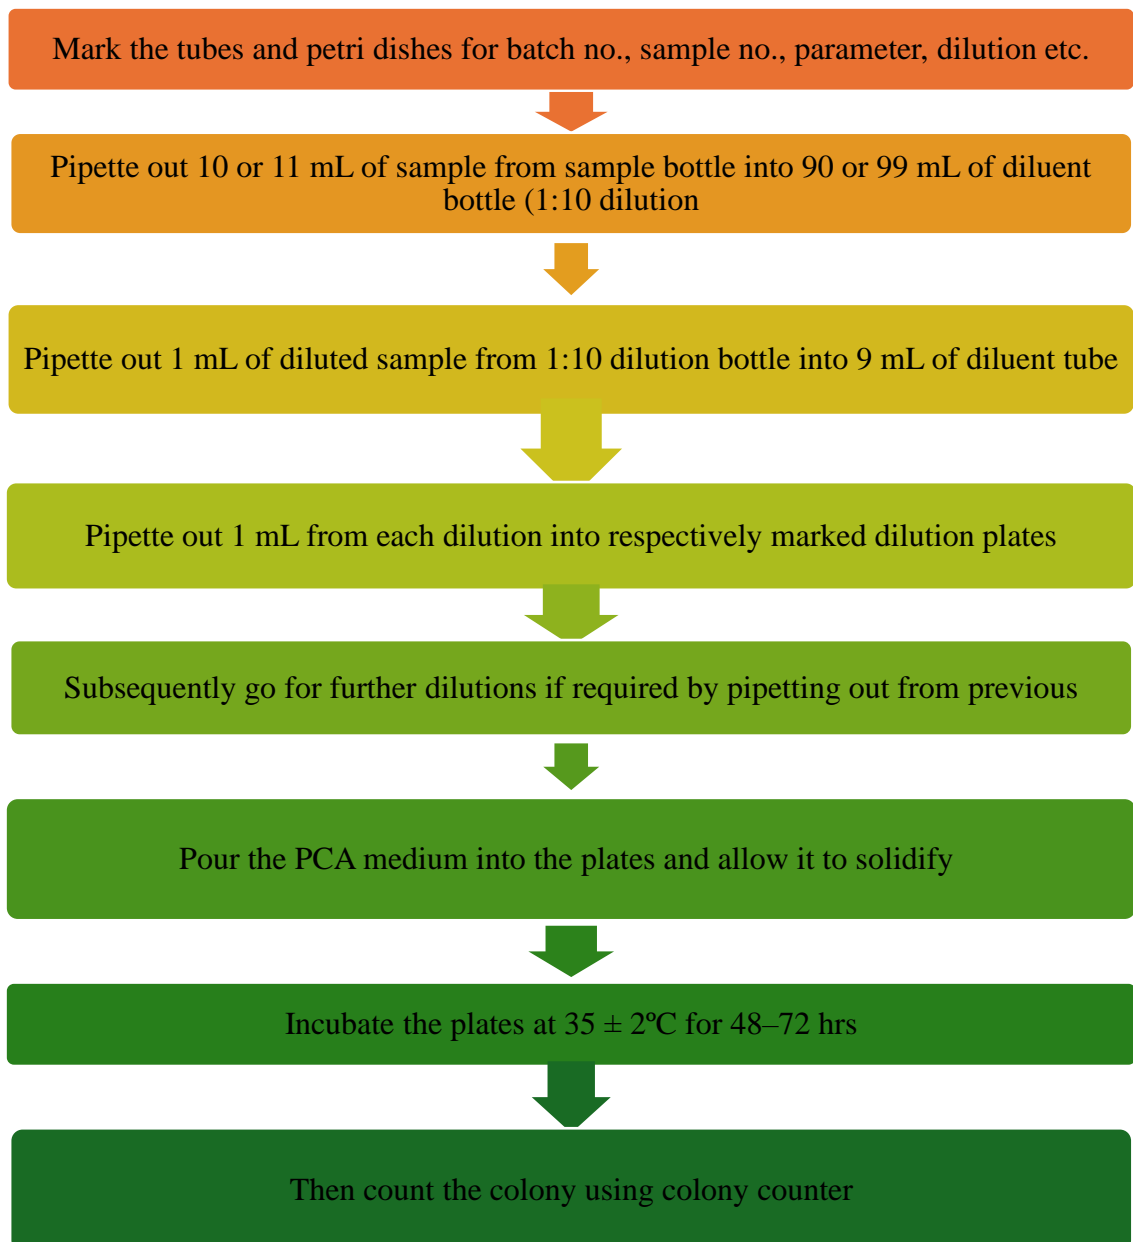 Mark the tubes and petri dishes for batch no., sample no., parameter, dilution etc.
Pipette out 10 or 11 mL of sample from sample bottle into 90 or 99 mL of diluent
bottle (1:10 dilution
Pipette out 1 mL of diluted sample from 1:10 dilution bottle into 9 mL of diluent tube
Pipette out 1 mL from each dilution into respectively marked dilution plates
Subsequently go for further dilutions if required by pipetting out from previous
Pour the PCA medium into the plates and allow it to solidify
Incubate the plates at 35 ± 2ºC for 48–72 hrs
Then count the colony using colony counter